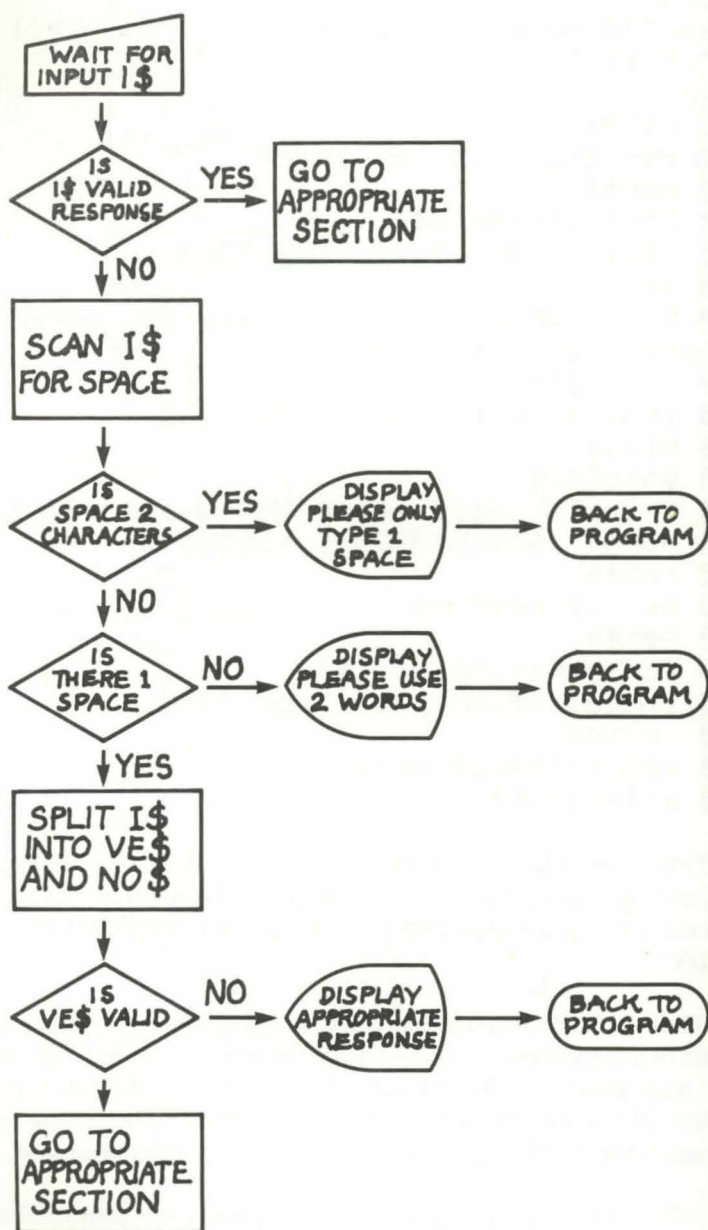 WAIT FOR
INPUT I$
IS
I$ VALID
RESPONSE
YES
GO TO
APPROPRIATE
SECTION
NO
SCAN I$
FOR SPACE
IS
SPACE 2
CHARACTERS
YES
DISPLAY
PLEASE ONLY
TYPE 1
SPACE
BACK TO
PROGRAM
NO
IS
THERE 1
SPACE
NO
DISPLAY
PLEASE USE
2 WORDS
BACK TO
PROGRAM
YES
SPLIT I$
INTO VE$
AND NO$
IS
VE$ VALID
NO
DISPLAY
APPROPRIATE
RESPONSE
BACK TO
PROGRAM
GO TO
APPROPRIATE
SECTION